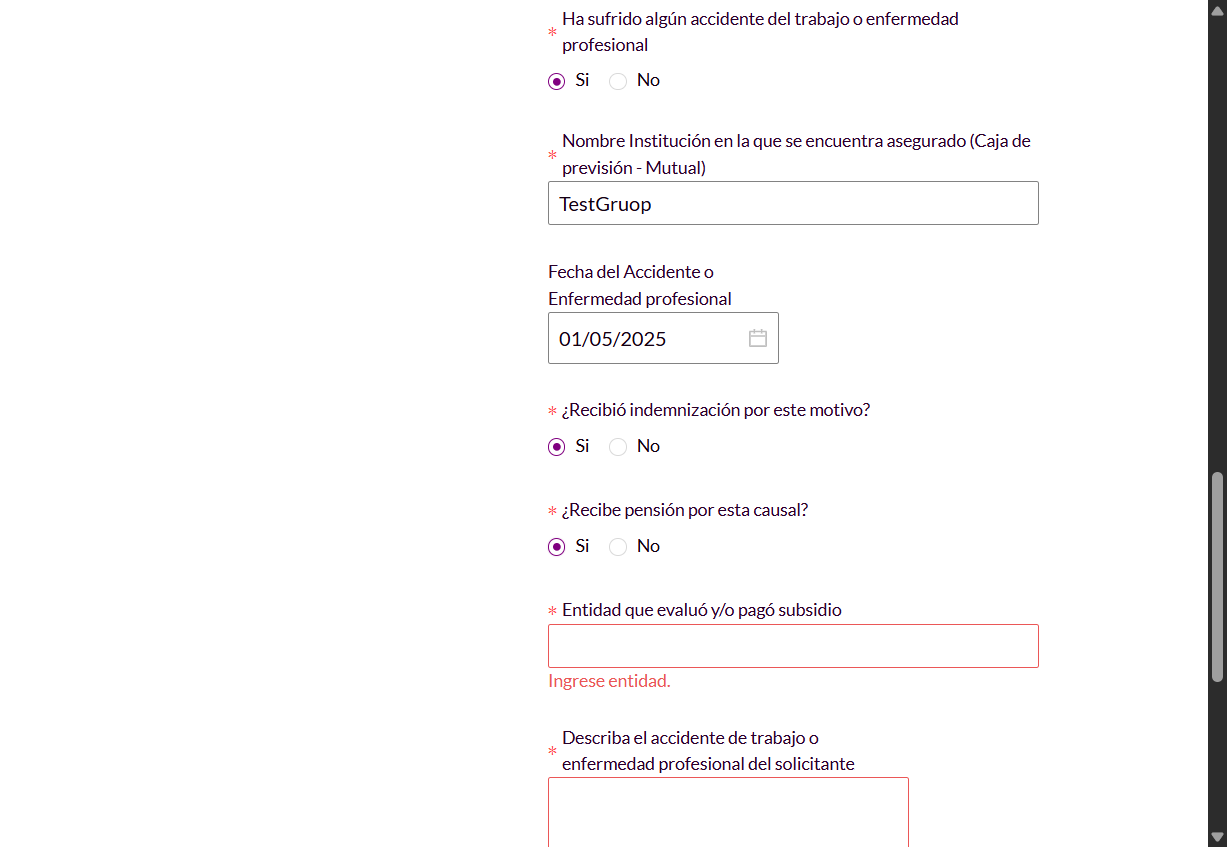 Ha sufrido algún accidente del trabajo o enfermedad
* profesional
Si No
Nombre Institución en la que se encuentra asegurado (Caja de
* previsión - Mutual)
TestGruop
Fecha del Accidente o
Enfermedad profesional
01/05/2025
* ¿Recibió indemnización por este motivo?
Si No
* ¿Recibe pensión por esta causal?
Si No
* Entidad que evaluó y/o pagó subsidio
Ingrese entidad.
Describa el accidente de trabajo o
* enfermedad profesional del solicitante